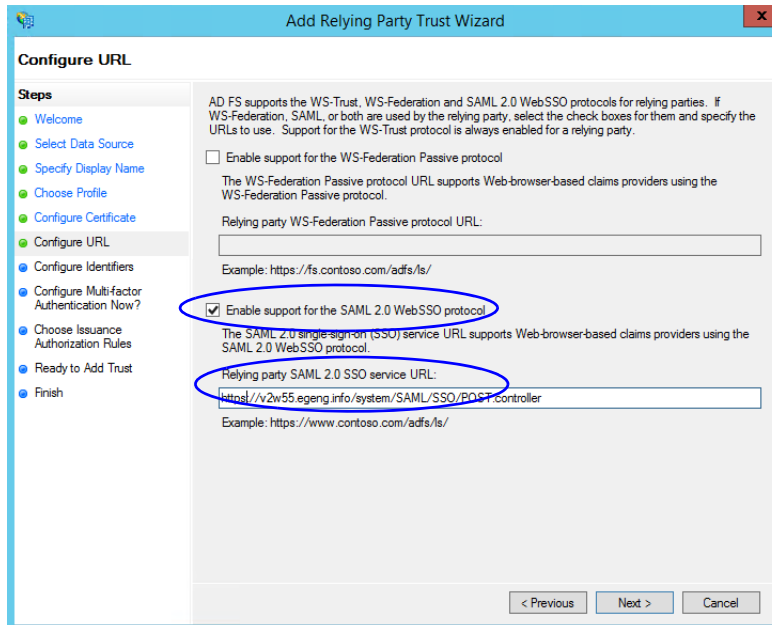 Add Relying Party Trust Wizard
x
Configure URL
Steps
Welcome
Select Data Source
Specify Display Name
Choose Profile
Configure Certificate
Configure URL
Configure Identifiers
Configure Multi-factor
Authentication Now?
Choose Issuance
Authorization Rules
Ready to Add Trust
Finish
AD FS supports the WS-Trust, WS-Federation and SAML 2.0 WebSSO protocols for relying parties. If
WS-Federation, SAML, or both are used by the relying party, select the check boxes for them and specify the
URLs to use. Support for the WS-Trust protocol is always enabled for a relying party.
Enable support for the WS-Federation Passive protocol
The WS-Federation Passive protocol URL supports Web-browser-based claims providers using the
WS-Federation Passive protocol.
Relying party WS-Federation Passive protocol URL:
Example: https://fs.contoso.com/adfs/ls/
Enable support for the SAML 2.0 WebSSO protocol
The SAML 2.0 single-sign-on (SSO) service URL supports Web-browser-based claims providers using the
SAML 2.0 WebSSO protocol.
Relying party SAML 2.0 SSO service URL:
https://v2w55.egeng.info/system/SAML/SSO/POST.controller
Example: https://www.contoso.com/adfs/ls/
< Previous
Next >
Cancel